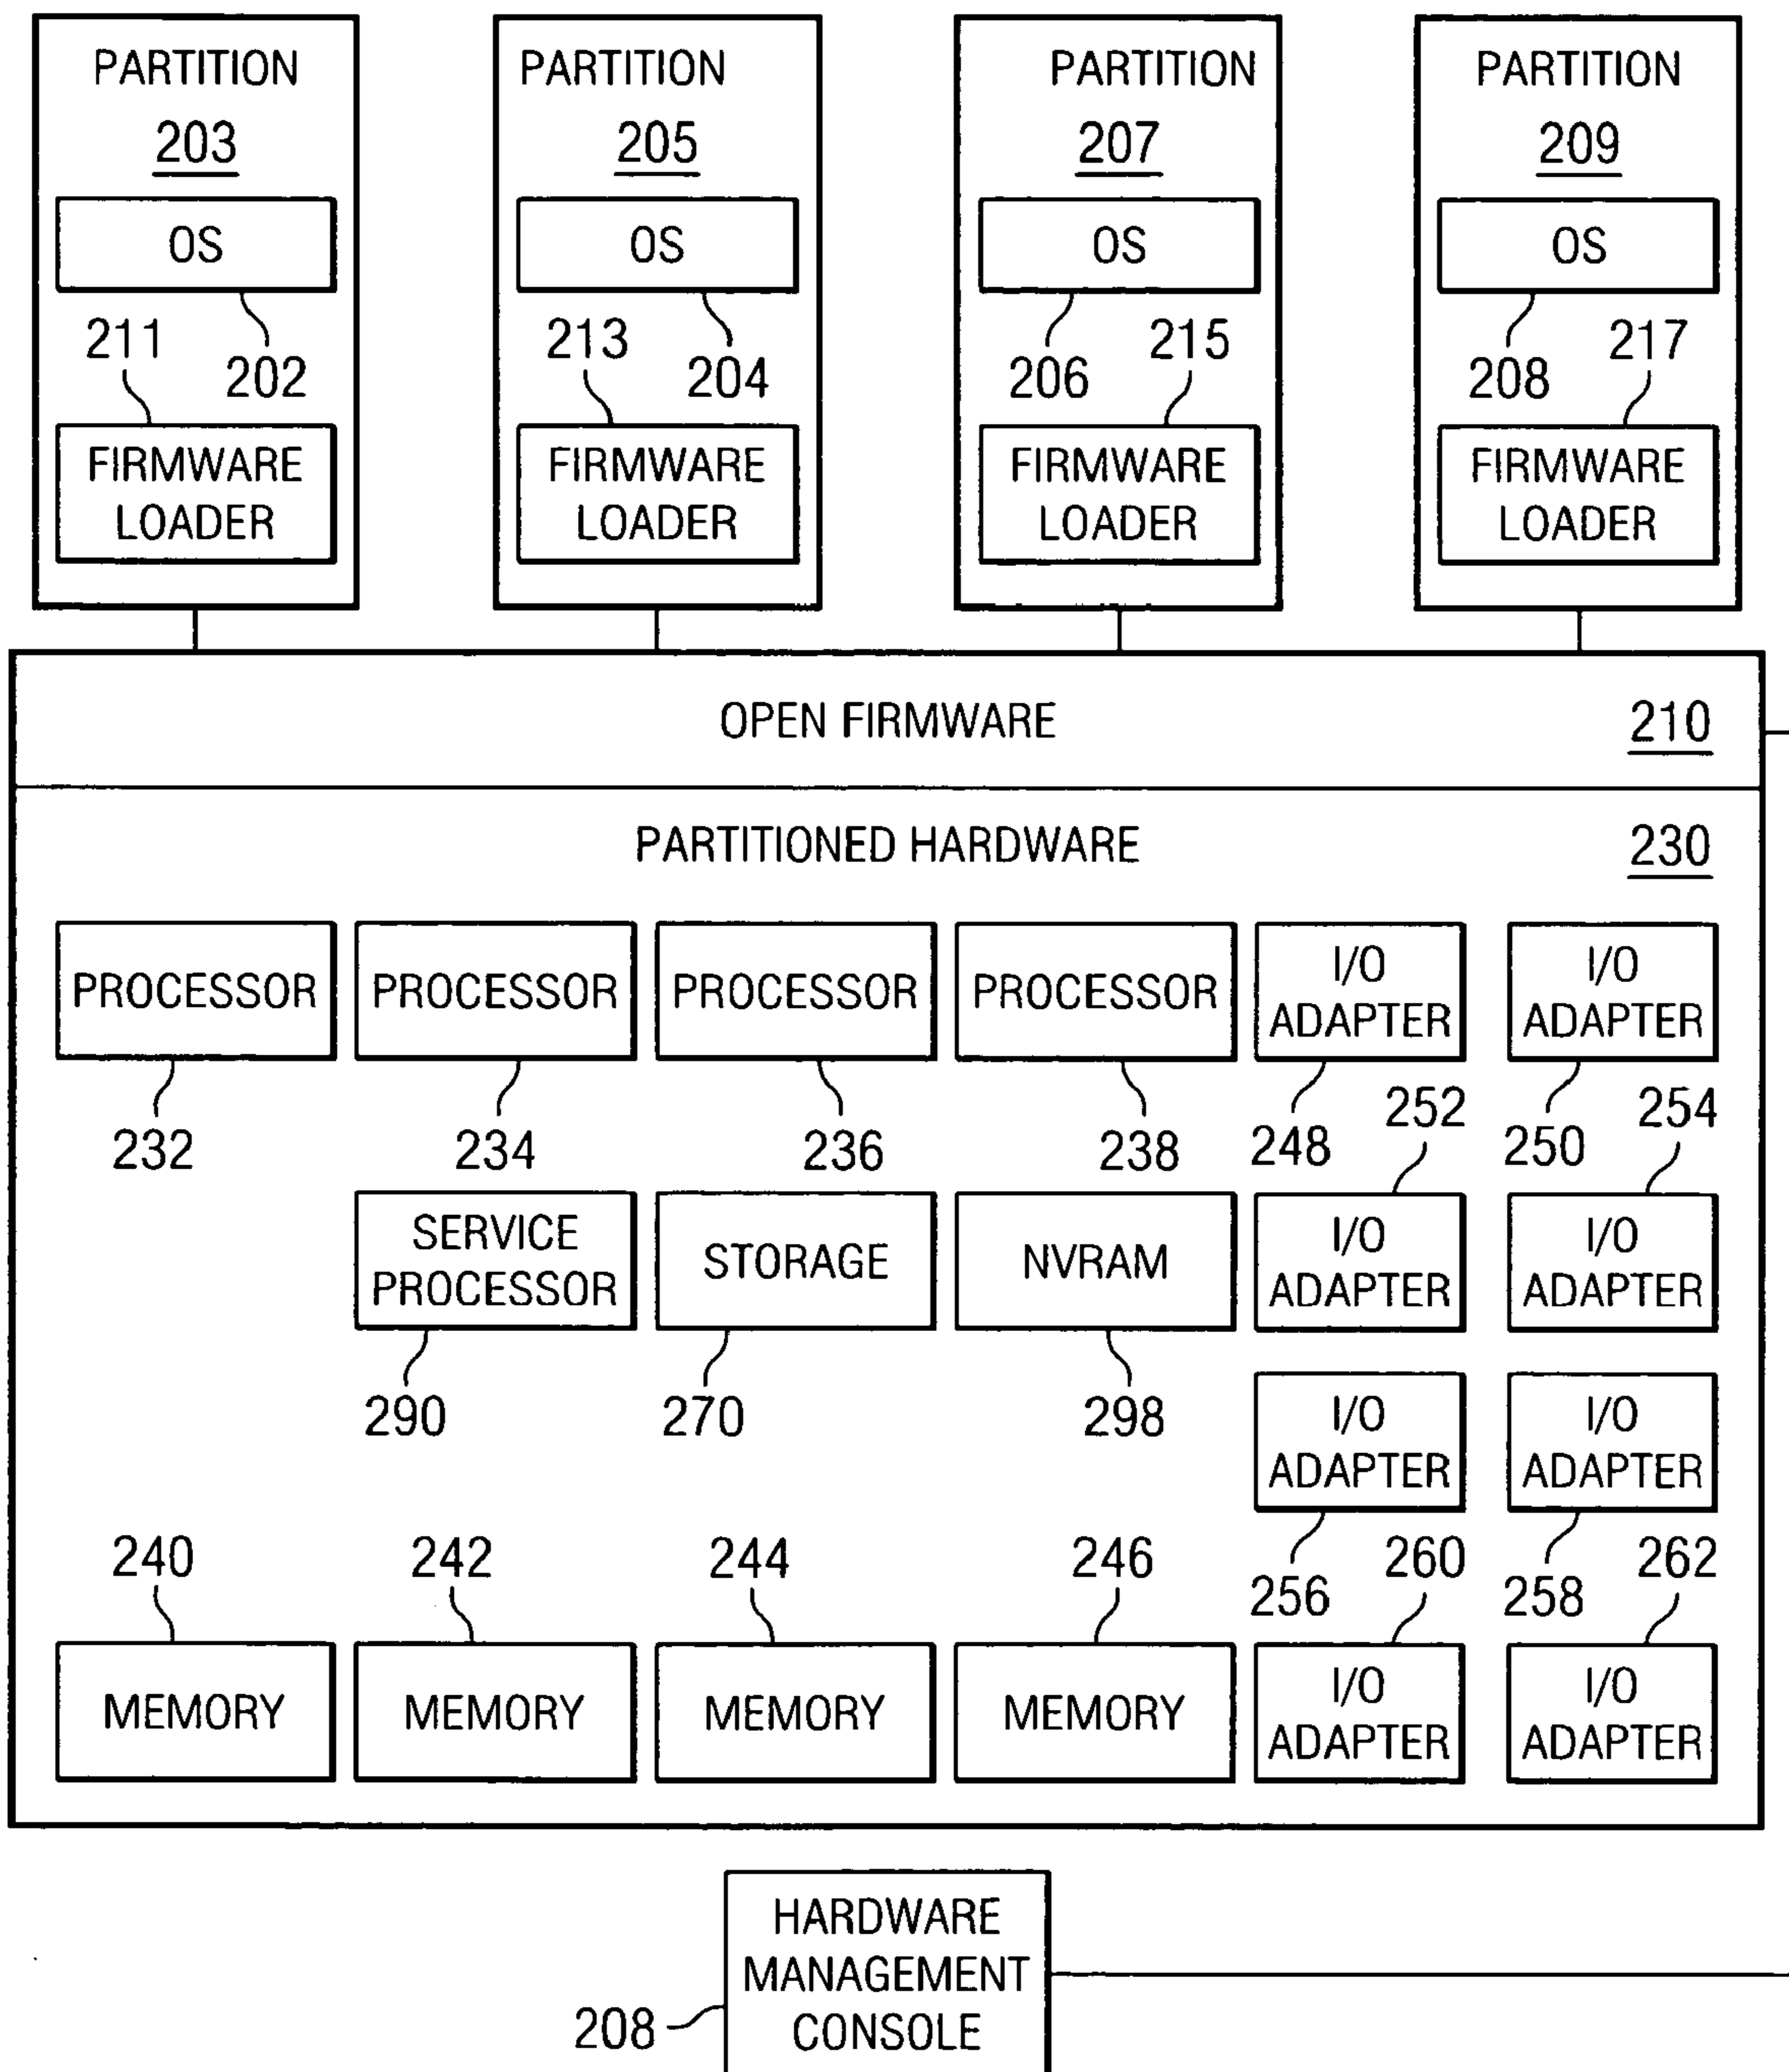 PARTITION
203
OS
211
202
FIRMWARE
LOADER
PARTITION
205
OS
213
204
FIRMWARE
LOADER
PARTITION
207
OS
206
215
FIRMWARE
LOADER
PARTITION
209
OS
208
217
FIRMWARE
LOADER
OPEN FIRMWARE
210
PARTITIONED HARDWARE
230
PROCESSOR
232
PROCESSOR
234
PROCESSOR
236
PROCESSOR
238
I/O
ADAPTER
248
I/O
ADAPTER
250
SERVICE
PROCESSOR
290
STORAGE
270
NVRAM
298
252
I/O
ADAPTER
254
I/O
ADAPTER
I/O
ADAPTER
256
I/O
ADAPTER
258
240
MEMORY
242
MEMORY
244
MEMORY
246
MEMORY
260
I/O
ADAPTER
262
I/O
ADAPTER
HARDWARE
MANAGEMENT
CONSOLE
208